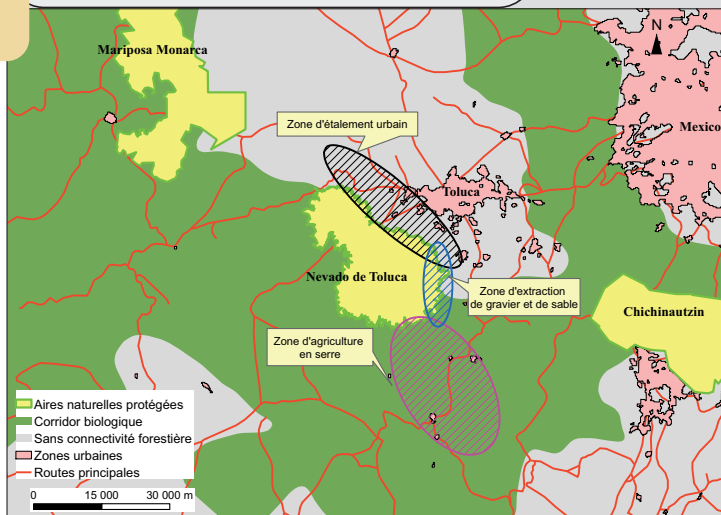 Mariposa Monarca
N
Mexico
Zone d'étalement urbain
Toluca
Nevado de Toluca
Zone d'extraction
de gravier et de sable
Chichinautzin
Zone d'agriculture
en serre
Aires naturelles protégées
Corridor biologique
Sans connectivité forestière
Zones urbaines
Routes principales
0 15 000 30 000 m